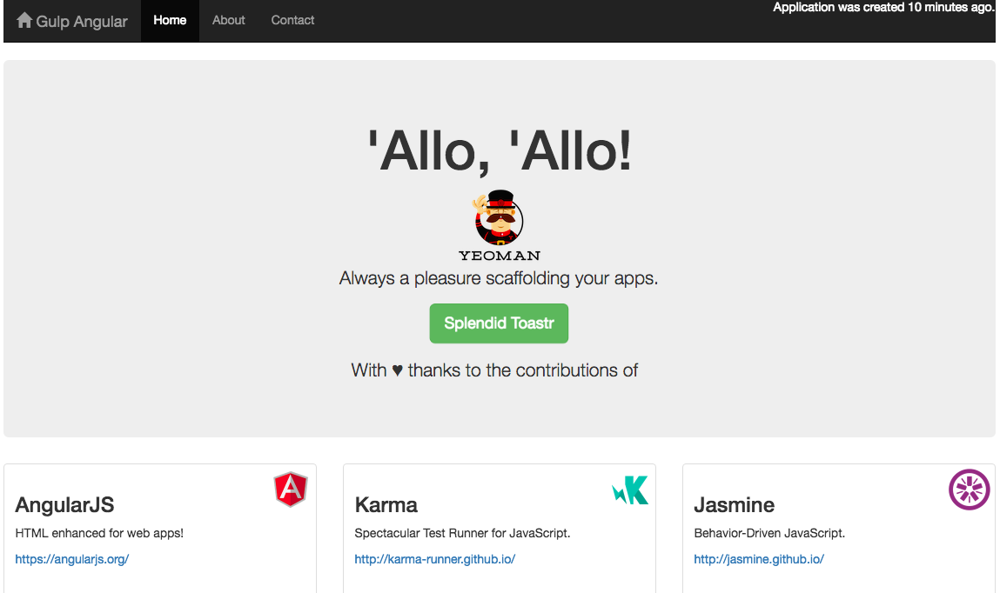 Gulp Angular Home About Contact Application was created 10 minutes ago.
'Allo, 'Allo!
YEOMAN
Always a pleasure scaffolding your apps.
Splendid Toastr
With ♥ thanks to the contributions of
AngularJS
HTML enhanced for web apps!
https://angularjs.org/
Karma
Spectacular Test Runner for JavaScript.
http://karma-runner.github.io/
Jasmine
Behavior-Driven JavaScript.
http://jasmine.github.io/